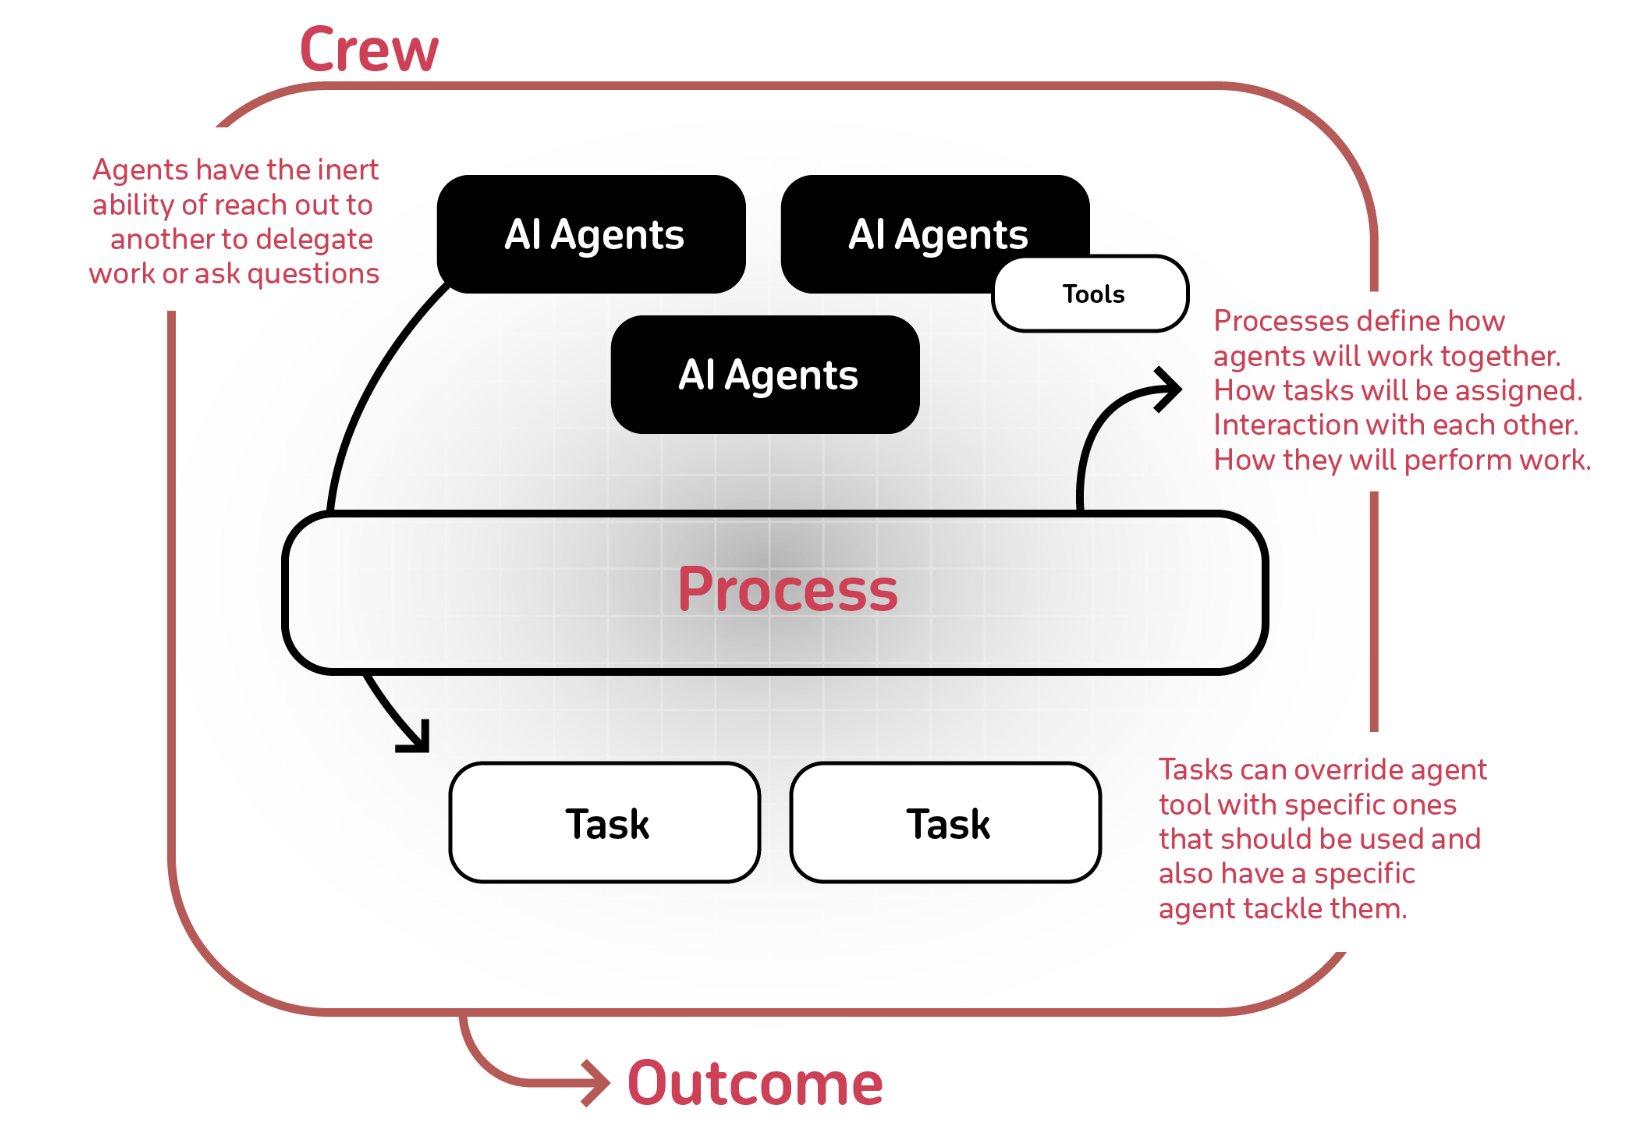 Crew
Agents have the inert
ability of reach out to
another to delegate
work or ask questions
AI Agents
AI Agents
Tools
AI Agents
Processes define how
agents will work together.
How tasks will be assigned.
Interaction with each other.
How they will perform work.
Process
Task
Task
Tasks can override agent
tool with specific ones
that should be used and
also have a specific
agent tackle them.
Outcome